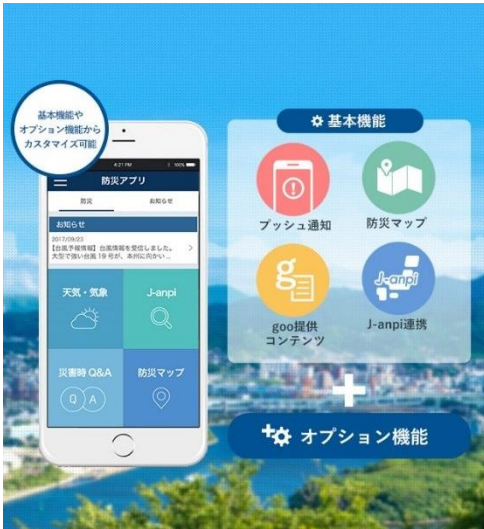 基本機能や
オプション機能から
カスタマイズ可能
4:21 PM
100%
防災アプリ
防災
お知らせ
お知らせ
2017/09/23
【台風予報情報】台風情報を受信しました。
大型で強い台風 19 号が、本州に向かい ...
天気・気象
J-anpi
災害時 Q&A
防災マップ
Q A
基本機能
プッシュ通知
防災マップ
g
J-anpi
goo提供
コンテンツ
J-anpi連携
オプション機能